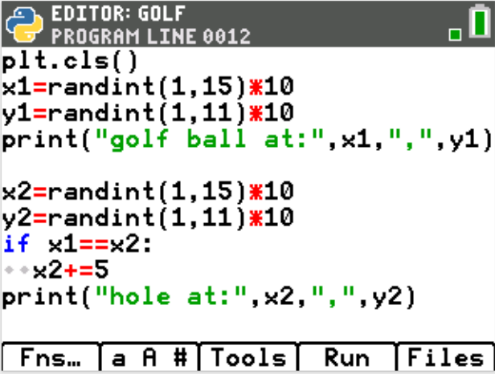 EDITOR: GOLF
PROGRAM LINE 0012
plt.cls()
x1=randint(1,15)*10
y1=randint(1,11)*10
print("golf ball at:",x1,",",y1)
x2=randint(1,15)*10
y2=randint(1,11)*10
if x1==x2:
◆◆x2+=5
print("hole at:",x2,",",y2)
Fns… a A # Tools Run Files